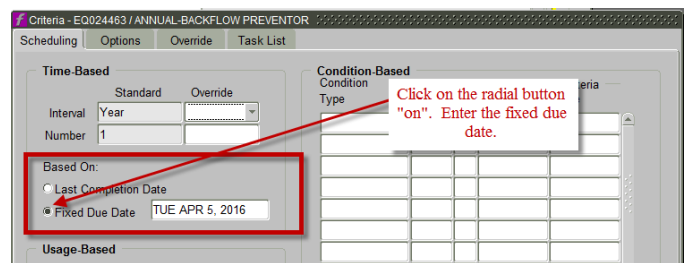 Criteria - EQ024463 / ANNUAL-BACKFLOW PREVENTOR
Scheduling Options Override Task List
Time-Based
Standard Override
Interval Year
Number 1
Based On:
Last Completion Date
Fixed Due Date TUE APR 5, 2016
Usage-Based
Condition-Based
Condition
Type
Click on the radial button
"on". Enter the fixed due
date.